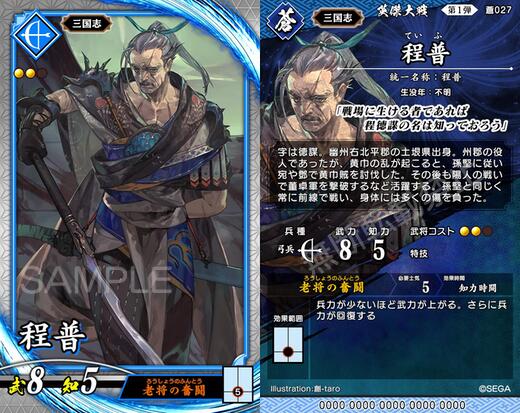 三国志
SAMPLE
程普
武8 知5
ろうしょうのふんとう
老将の奮闘
5
蒼
三国志
英傑大戦
第1弾
蒼027
てい ふ
程普
統一名称:程普
生没年:不明
「戦場に生ける者であれば
程徳謀の名は知っておろう」
字は徳謀。幽州右北平郡の土垠県出身。州郡の役
人であったが、黄巾の乱が起こると、孫堅に従い
宛や鄧で黄巾賊を討伐した。その後も陽人の戦い
で董卓軍を撃破するなど活躍する。孫堅と同じく
常に前線で戦い、身体には多くの傷を負った。
兵種 武力 知力 武将コスト
弓兵 8 5 特技
ろうしょうのふんとう 必要士気 効果時間
老将の奮闘 5 知力時間
効果範囲
兵力が少ないほど武力が上がる。さらに兵
力が回復する
Illustration:創-taro
©SEGA
0000 0000 0000 0000 0000